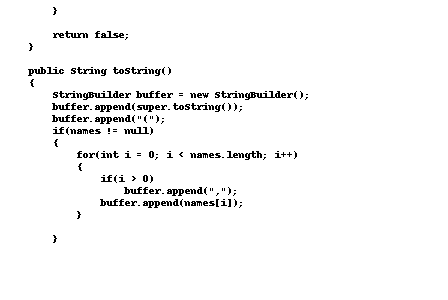 }
return false;
}
public String toString()
{
StringBuilder buffer = new StringBuilder();
buffer.append(super.toString());
buffer.append("(");
if(names != null)
{
for(int i = 0; i < names.length; i++)
{
if(i > 0)
buffer.append(",");
buffer.append(names[i]);
}
}